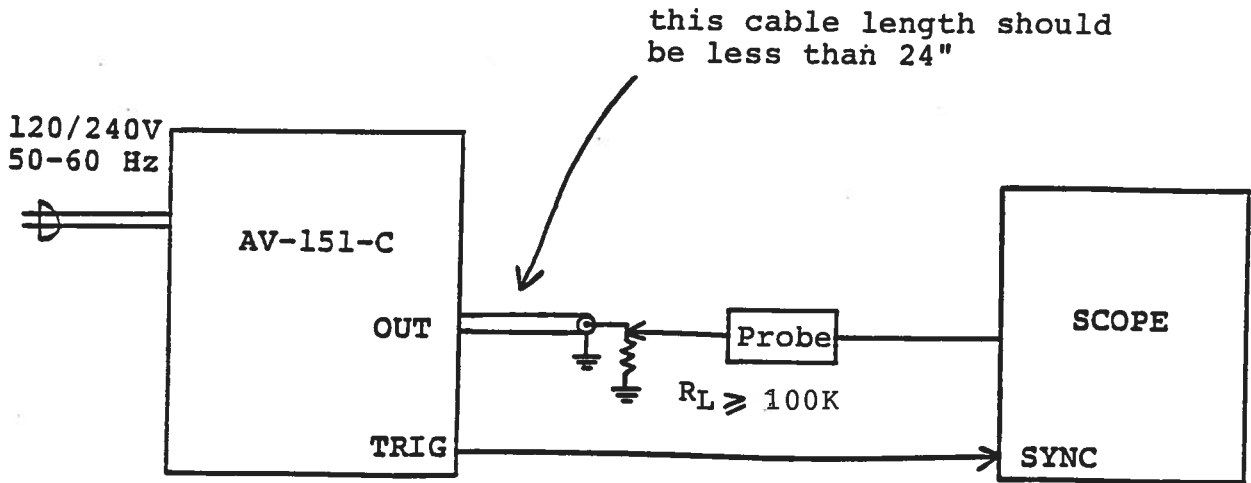 this cable length should
be less than 24"
120/240V
50-60 Hz
AV-151-C
OUT
Probe
SCOPE
RL ⩾ 100K
TRIG
SYNC